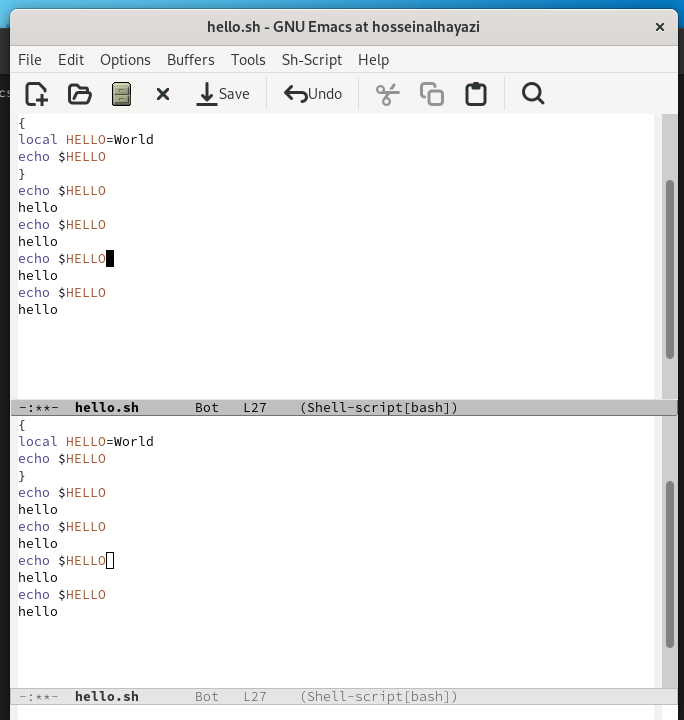 hello.sh - GNU Emacs at hosseinalhayazi ×
File Edit Options Buffers Tools Sh-Script Help
Save Undo
{
local HELLO=World
echo $HELLO
}
echo $HELLO
hello
echo $HELLO
hello
echo $HELLO
hello
echo $HELLO
hello
-:**- hello.sh Bot L27 (Shell-script[bash])
{
local HELLO=World
echo $HELLO
}
echo $HELLO
hello
echo $HELLO
hello
echo $HELLO
hello
echo $HELLO
hello
-:**- hello.sh Bot L27 (Shell-script[bash])